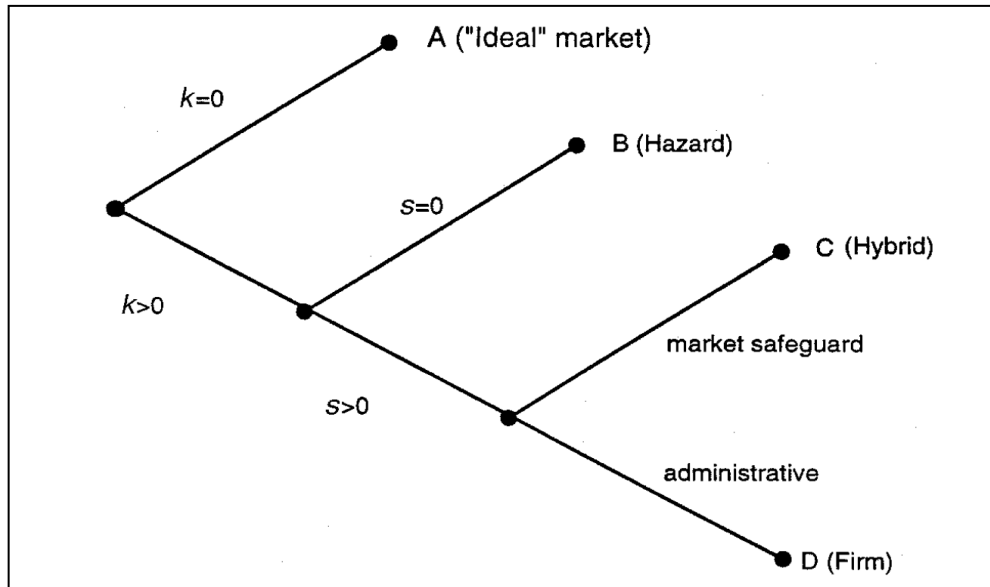 A ("Ideal" market)
k=0
B (Hazard)
s=0
C (Hybrid)
k>0
market safeguard
s>0
administrative
D (Firm)